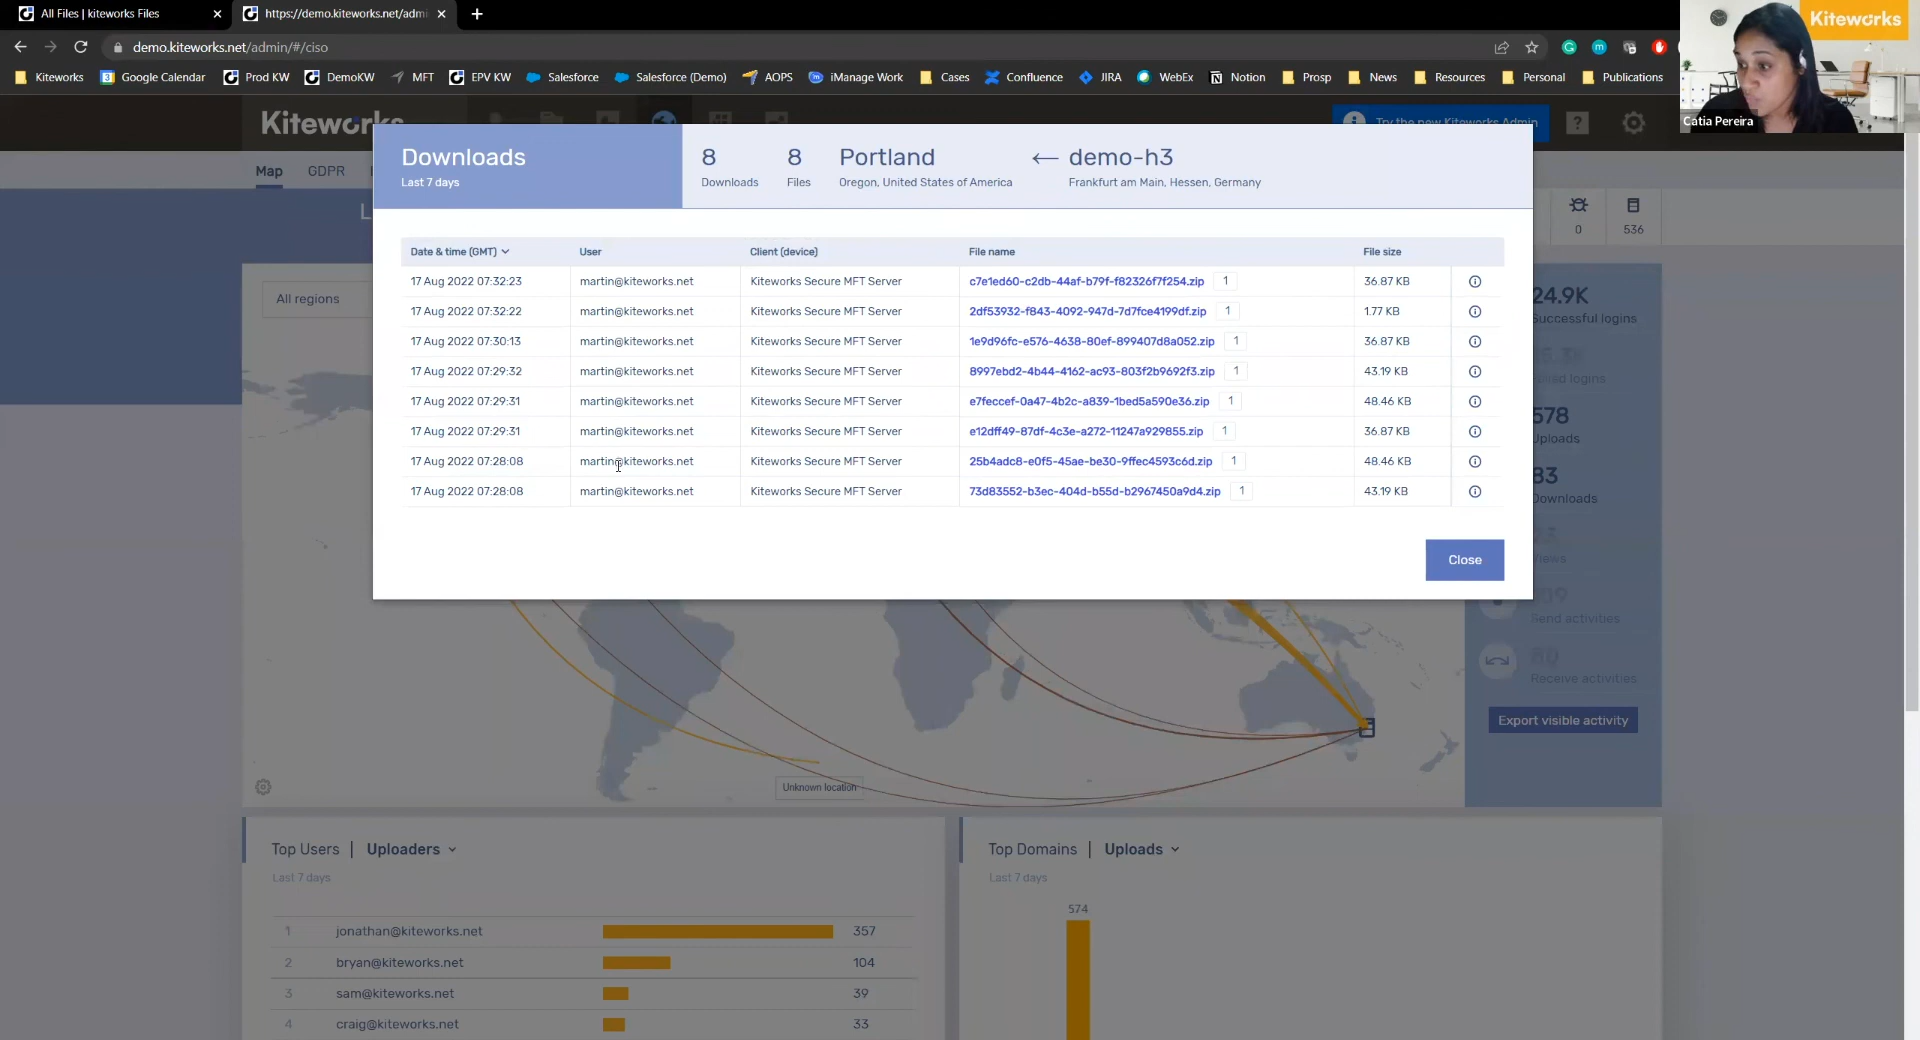 All Files | kiteworks Files
https://demo.kiteworks.net/adm
demo.kiteworks.net/admin/#/ciso
Kiteworks
Catia Pereira
Kiteworks Google Calendar Prod KW DemoKW MFT EPV KW Salesforce Salesforce (Demo) AOPS iManage Work Cases Confluence JIRA WebEx Notion Prosp News Resources Personal Publications
Kiteworks
Try the new Kiteworks Admin
Map GDPR
0 536
Downloads
Last 7 days
8 Downloads
8 Files
Portland
Oregon, United States of America
demo-h3
Frankfurt am Main, Hessen, Germany
Date & time (GMT) User Client (device) File name File size
17 Aug 2022 07:32:23 martin@kiteworks.net Kiteworks Secure MFT Server c7e1ed60-c2db-44af-b79f-f82326f7f254.zip 1 36.87 KB
17 Aug 2022 07:32:22 martin@kiteworks.net Kiteworks Secure MFT Server 2df53932-f843-4092-947d-7d7fce4199df.zip 1 1.77 KB
17 Aug 2022 07:30:13 martin@kiteworks.net Kiteworks Secure MFT Server 1e9d96fc-e576-4638-80ef-899407d8a052.zip 1 36.87 KB
17 Aug 2022 07:29:32 martin@kiteworks.net Kiteworks Secure MFT Server 8997ebd2-4b44-4162-ac93-803f2b9692f3.zip 1 43.19 KB
17 Aug 2022 07:29:31 martin@kiteworks.net Kiteworks Secure MFT Server e7feccef-0a47-4b2c-a839-1bed5a590e36.zip 1 48.46 KB
17 Aug 2022 07:29:31 martin@kiteworks.net Kiteworks Secure MFT Server e12dff49-87df-4c3e-a272-11247a929855.zip 1 36.87 KB
17 Aug 2022 07:28:08 martin@kiteworks.net Kiteworks Secure MFT Server 25b4adc8-e0f5-45ae-be30-9ffec4593c6d.zip 1 48.46 KB
17 Aug 2022 07:28:08 martin@kiteworks.net Kiteworks Secure MFT Server 73d83552-b3ec-404d-b55d-b2967450a9d4.zip 1 43.19 KB
Close
All regions
24.9K
Successful logins
logins
578
Uploads
83
Downloads
Views
Send activities
Receive activities
Export visible activity
Unknown location
Top Users | Uploaders
Last 7 days
1 jonathan@kiteworks.net 357
2 bryan@kiteworks.net 104
3 sam@kiteworks.net 39
4 craig@kiteworks.net 33
Top Domains | Uploads
Last 7 days
574